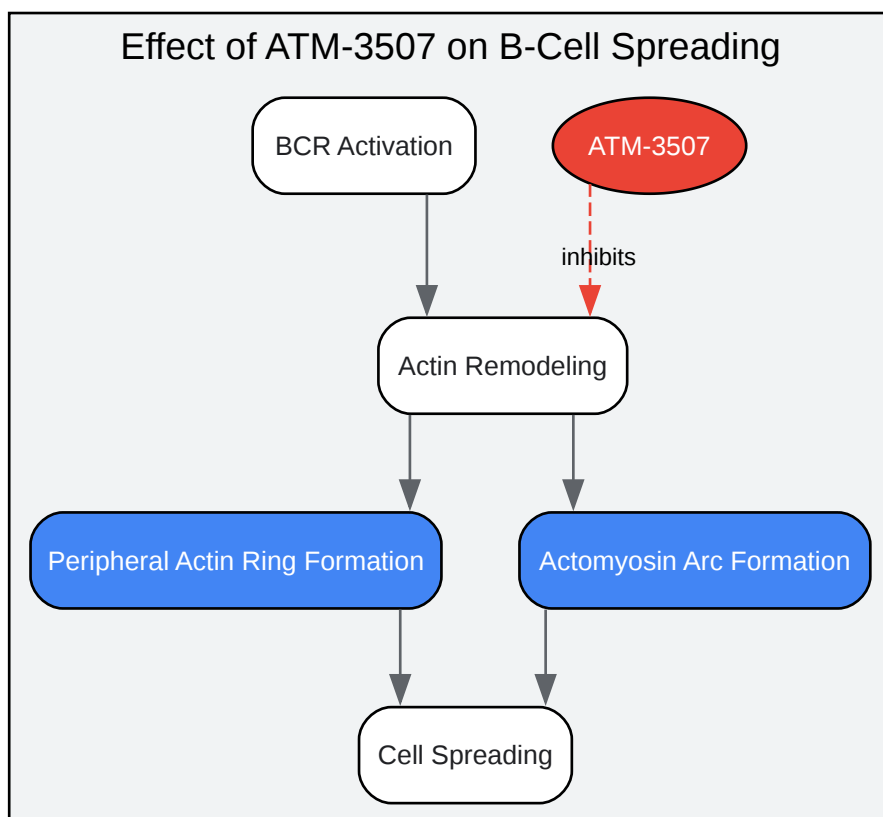 Effect of ATM-3507 on B-Cell Spreading
BCR Activation
ATM-3507
inhibits
Actin Remodeling
Peripheral Actin Ring Formation
Actomyosin Arc Formation
Cell Spreading